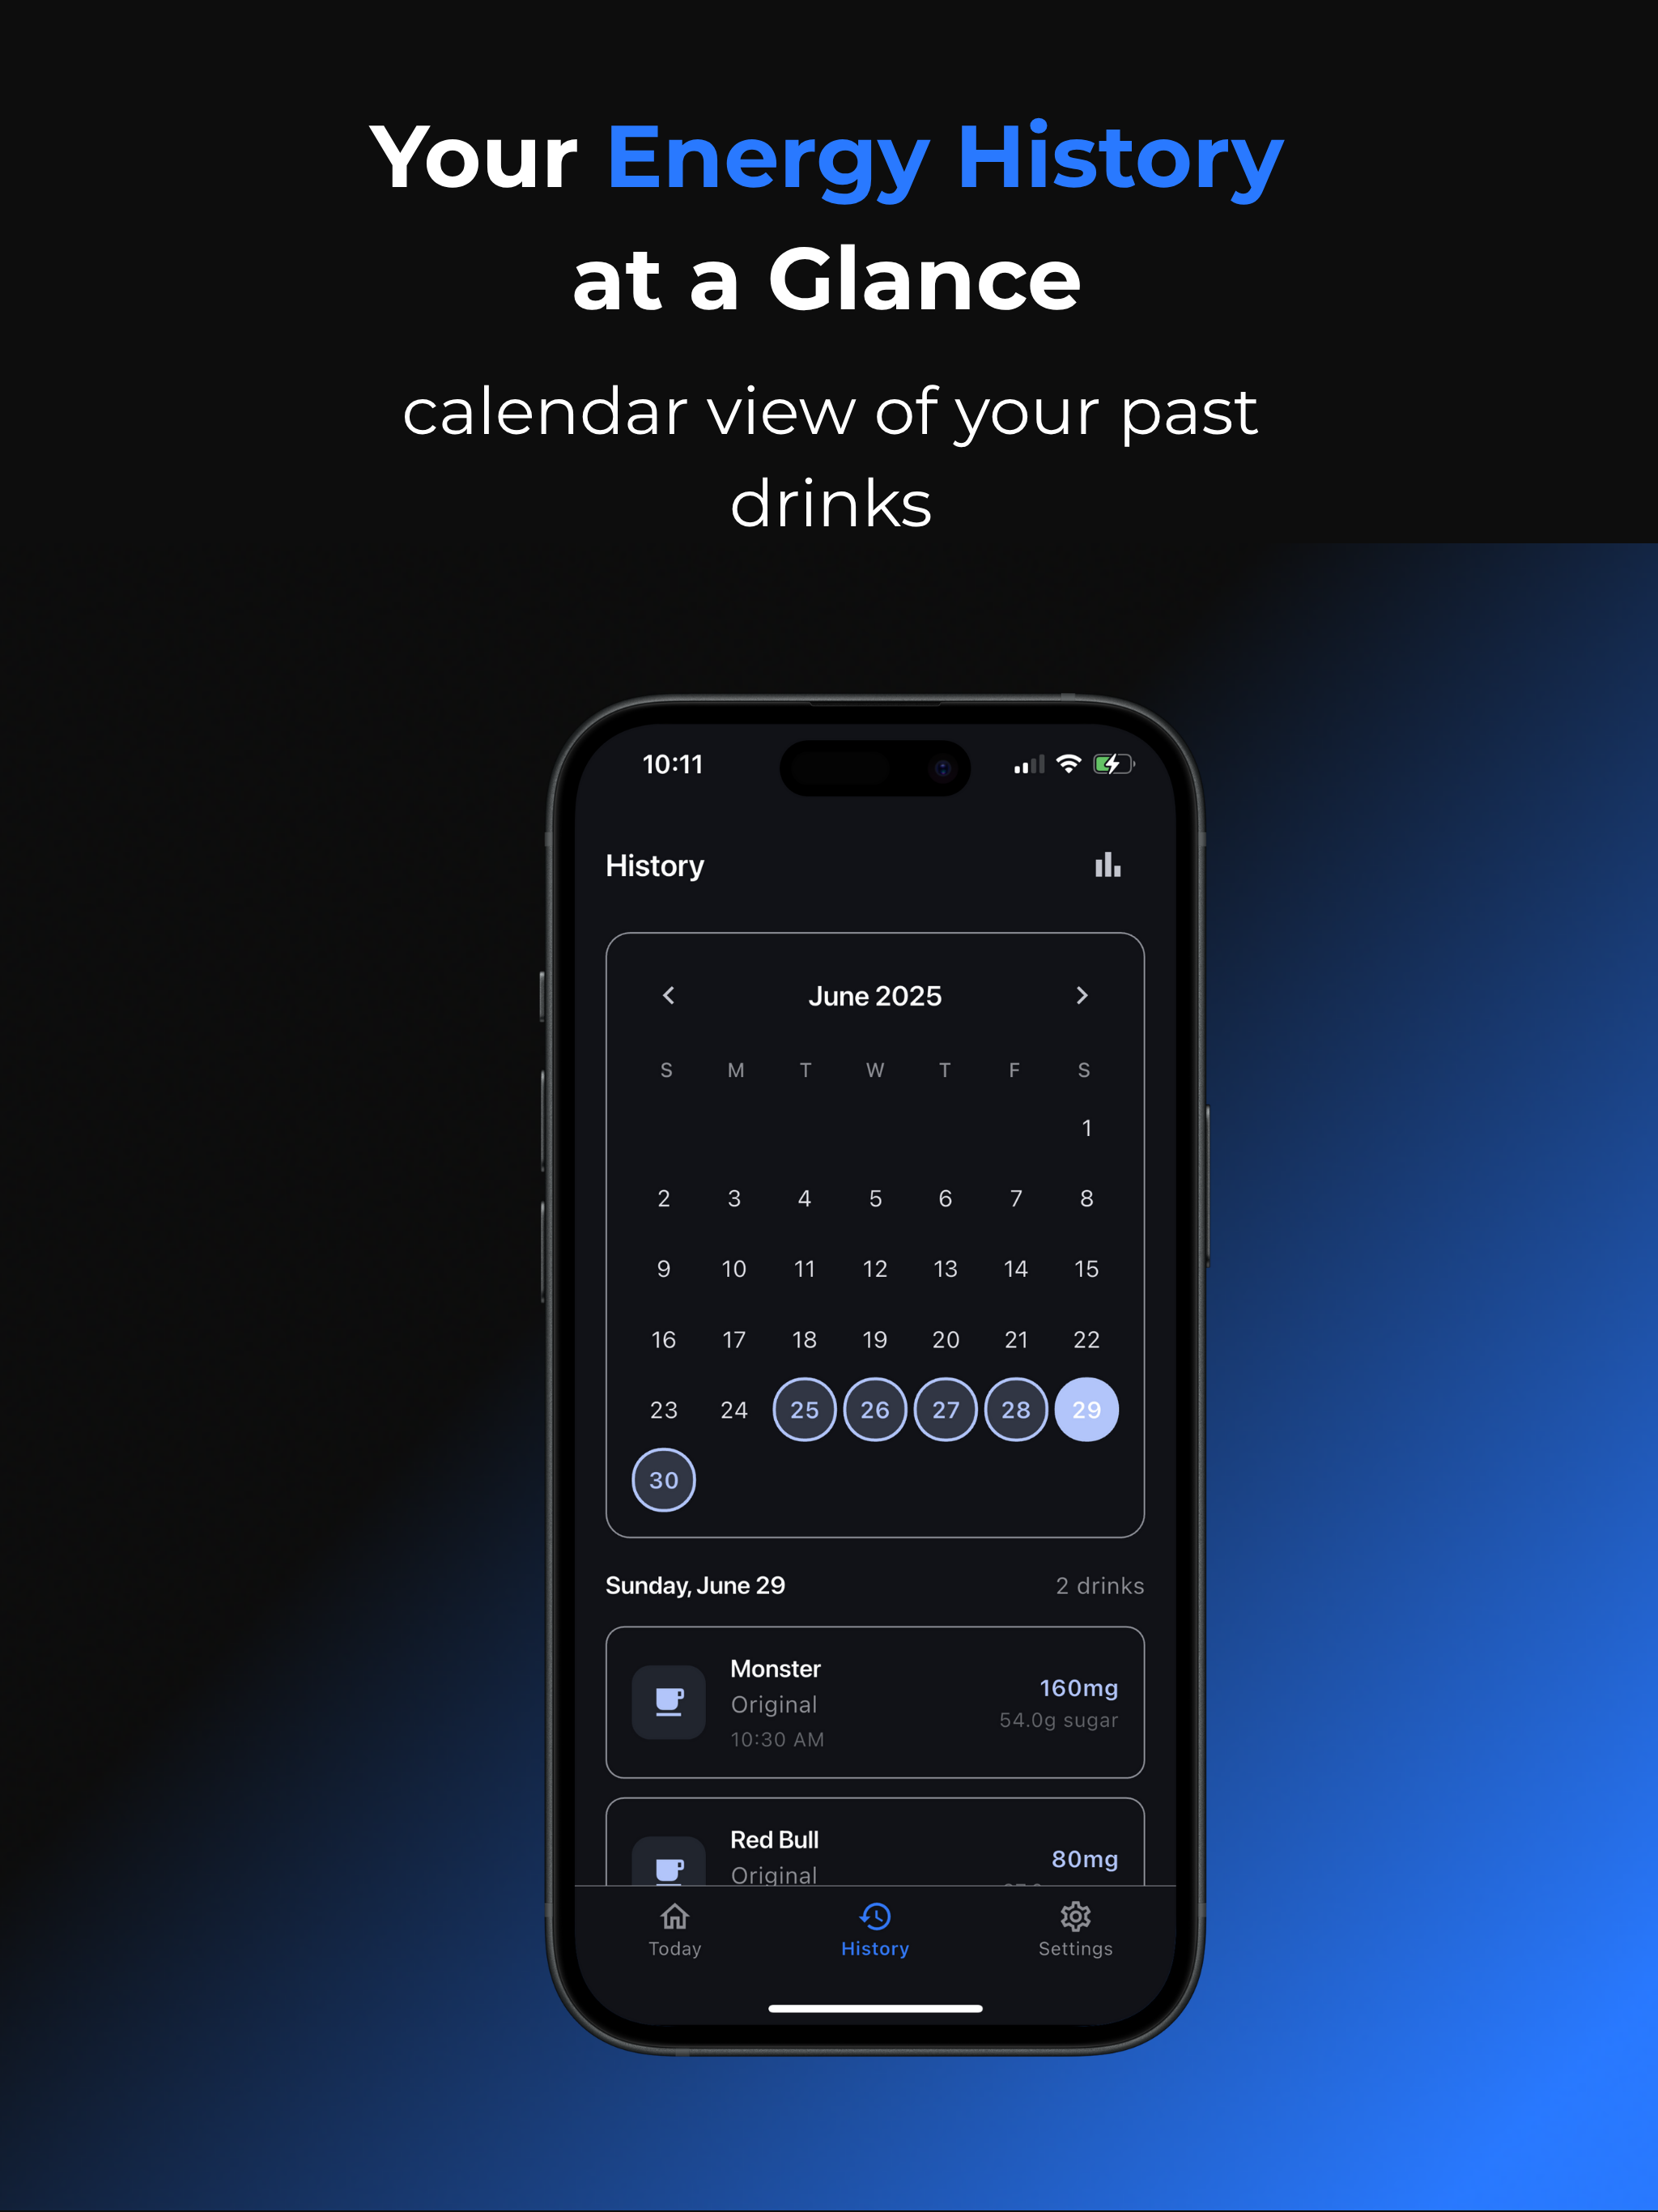 Your Energy History
at a Glance
calendar view of your past
drinks
10:11
History
June 2025
S M T W T F S
1
2 3 4 5 6 7 8
9 10 11 12 13 14 15
16 17 18 19 20 21 22
23 24 25 26 27 28 29
30
Sunday, June 29 2 drinks
Monster
Original
10:30 AM
160mg
54.0g sugar
Red Bull
Original
80mg
Today History Settings